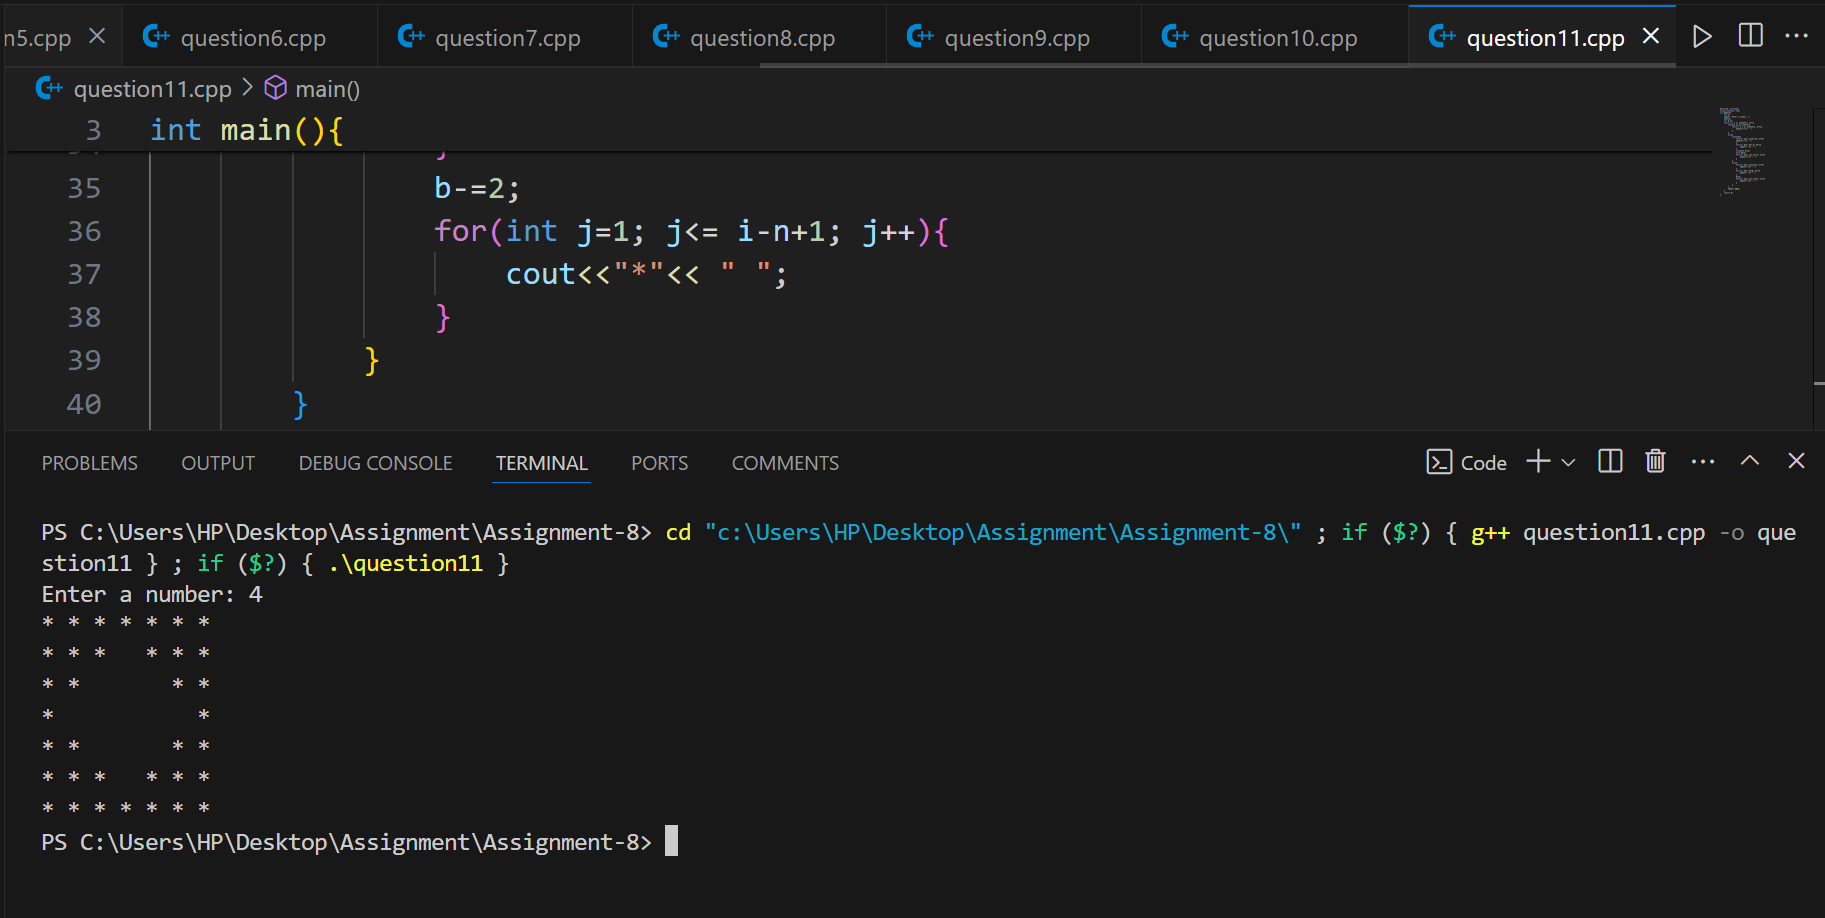 n5.cpp question6.cpp question7.cpp question8.cpp question9.cpp question10.cpp question11.cpp
question11.cpp > main()
3 int main(){
35 b-=2;
36 for(int j=1; j<= i-n+1; j++){
37 cout<<"*"<< " ";
38 }
39 }
40 }
PROBLEMS OUTPUT DEBUG CONSOLE TERMINAL PORTS COMMENTS Code
PS C:\Users\HP\Desktop\Assignment\Assignment-8> cd "c:\Users\HP\Desktop\Assignment\Assignment-8\" ; if ($?) { g++ question11.cpp -o que
stion11 } ; if ($?) { .\question11 }
Enter a number: 4
* * * * * * *
* * *   * * *
* *       * *
*           *
* *       * *
* * *   * * *
* * * * * * *
PS C:\Users\HP\Desktop\Assignment\Assignment-8>